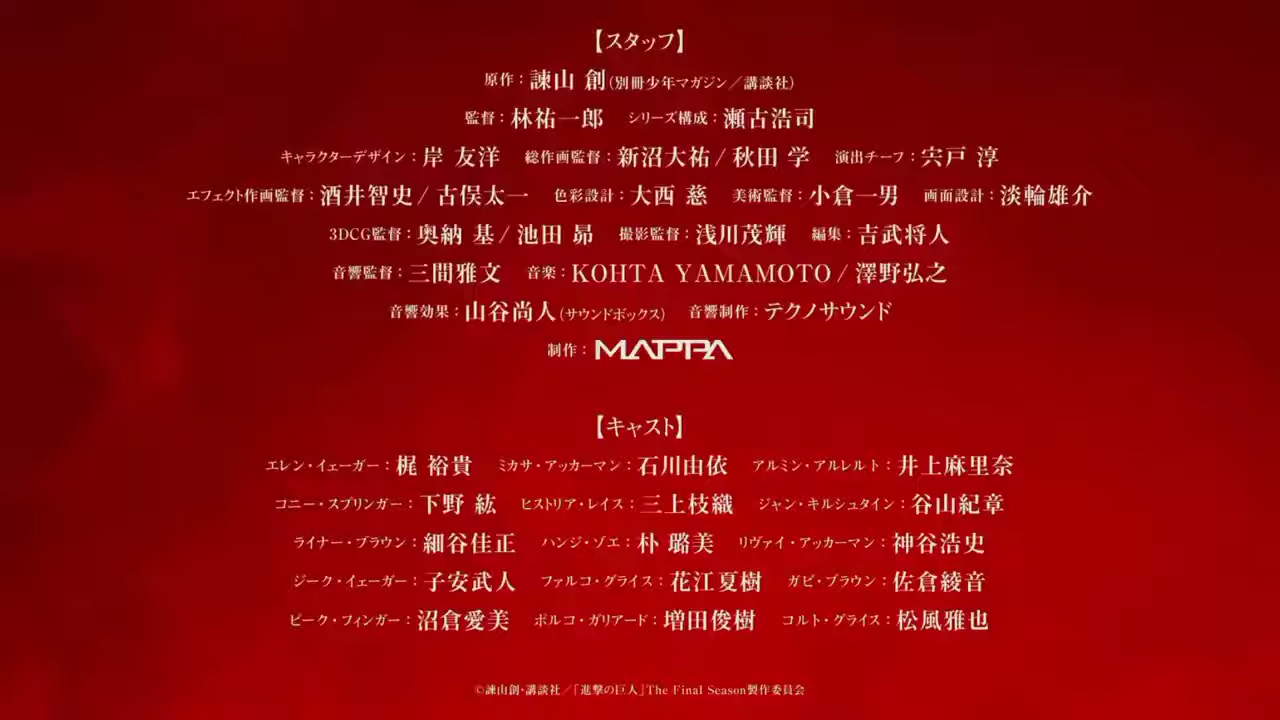 【スタッフ】
原作：諫山 創（別冊少年マガジン／講談社）
監督：林祐一郎　シリーズ構成：瀬古浩司
キャラクターデザイン：岸 友洋　総作画監督：新沼大祐 / 秋田 学　演出チーフ：宍戸 淳
エフェクト作画監督：酒井智史 / 古俣太一　色彩設計：大西 慈　美術監督：小倉一男　画面設計：淡輪雄介
3DCG監督：奥納 基 / 池田 昴　撮影監督：浅川茂輝　編集：吉武将人
音響監督：三間雅文　音楽：KOHTA YAMAMOTO / 澤野弘之
音響効果：山谷尚人（サウンドボックス）　音響制作：テクノサウンド
制作：MAPPA
【キャスト】
エレン・イェーガー：梶 裕貴　ミカサ・アッカーマン：石川由依　アルミン・アルレルト：井上麻里奈
コニー・スプリンガー：下野 紘　ヒストリア・レイス：三上枝織　ジャン・キルシュタイン：谷山紀章
ライナー・ブラウン：細谷佳正　ハンジ・ゾエ：朴 璐美　リヴァイ・アッカーマン：神谷浩史
ジーク・イェーガー：子安武人　ファルコ・グライス：花江夏樹　ガビ・ブラウン：佐倉綾音
ピーク・フィンガー：沼倉愛美　ポルコ・ガリアード：増田俊樹　コルト・グライス：松風雅也
©諫山創・講談社／「進撃の巨人」The Final Season製作委員会